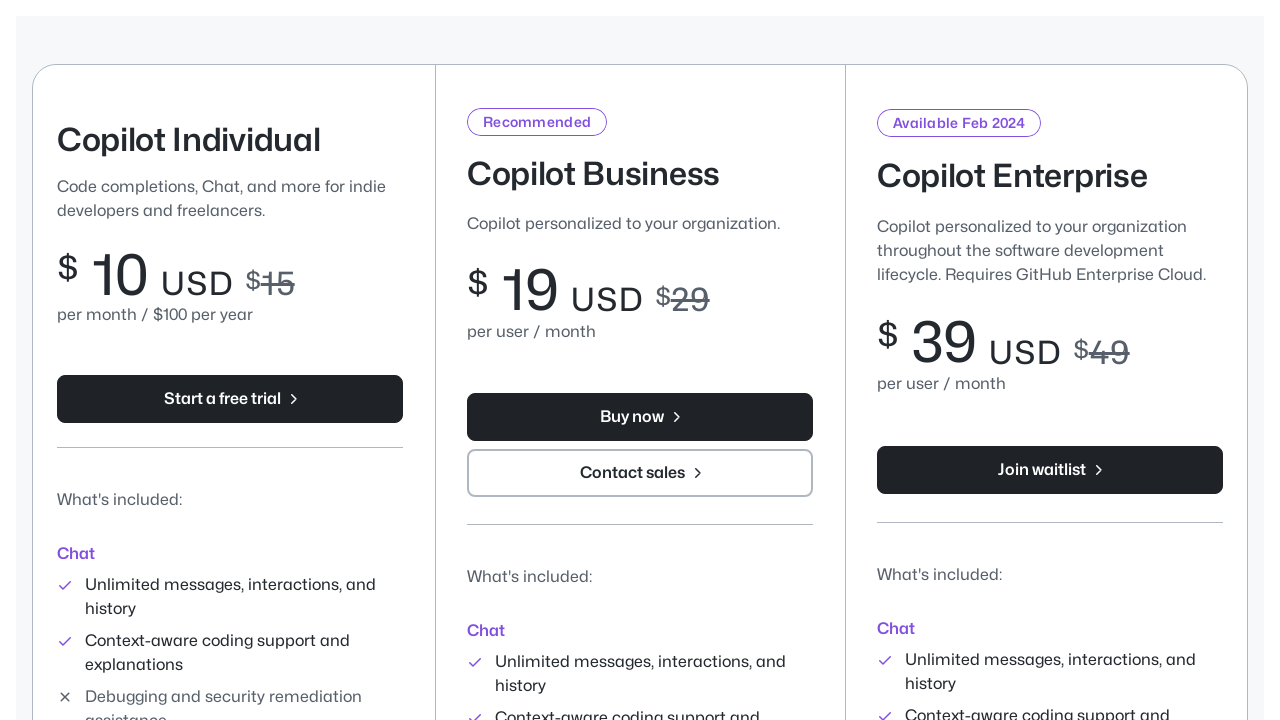 Copilot Individual
Code completions, Chat, and more for indie
developers and freelancers.
$ 10 USD $15
per month / $100 per year
Start a free trial
What's included:
Chat
Unlimited messages, interactions, and
history
Context-aware coding support and
explanations
Debugging and security remediation
assistance
Recommended
Copilot Business
Copilot personalized to your organization.
$ 19 USD $29
per user / month
Buy now
Contact sales
What's included:
Chat
Unlimited messages, interactions, and
history
Context-aware coding support and
Available Feb 2024
Copilot Enterprise
Copilot personalized to your organization
throughout the software development
lifecycle. Requires GitHub Enterprise Cloud.
$ 39 USD $49
per user / month
Join waitlist
What's included:
Chat
Unlimited messages, interactions, and
history
Context-aware coding support and